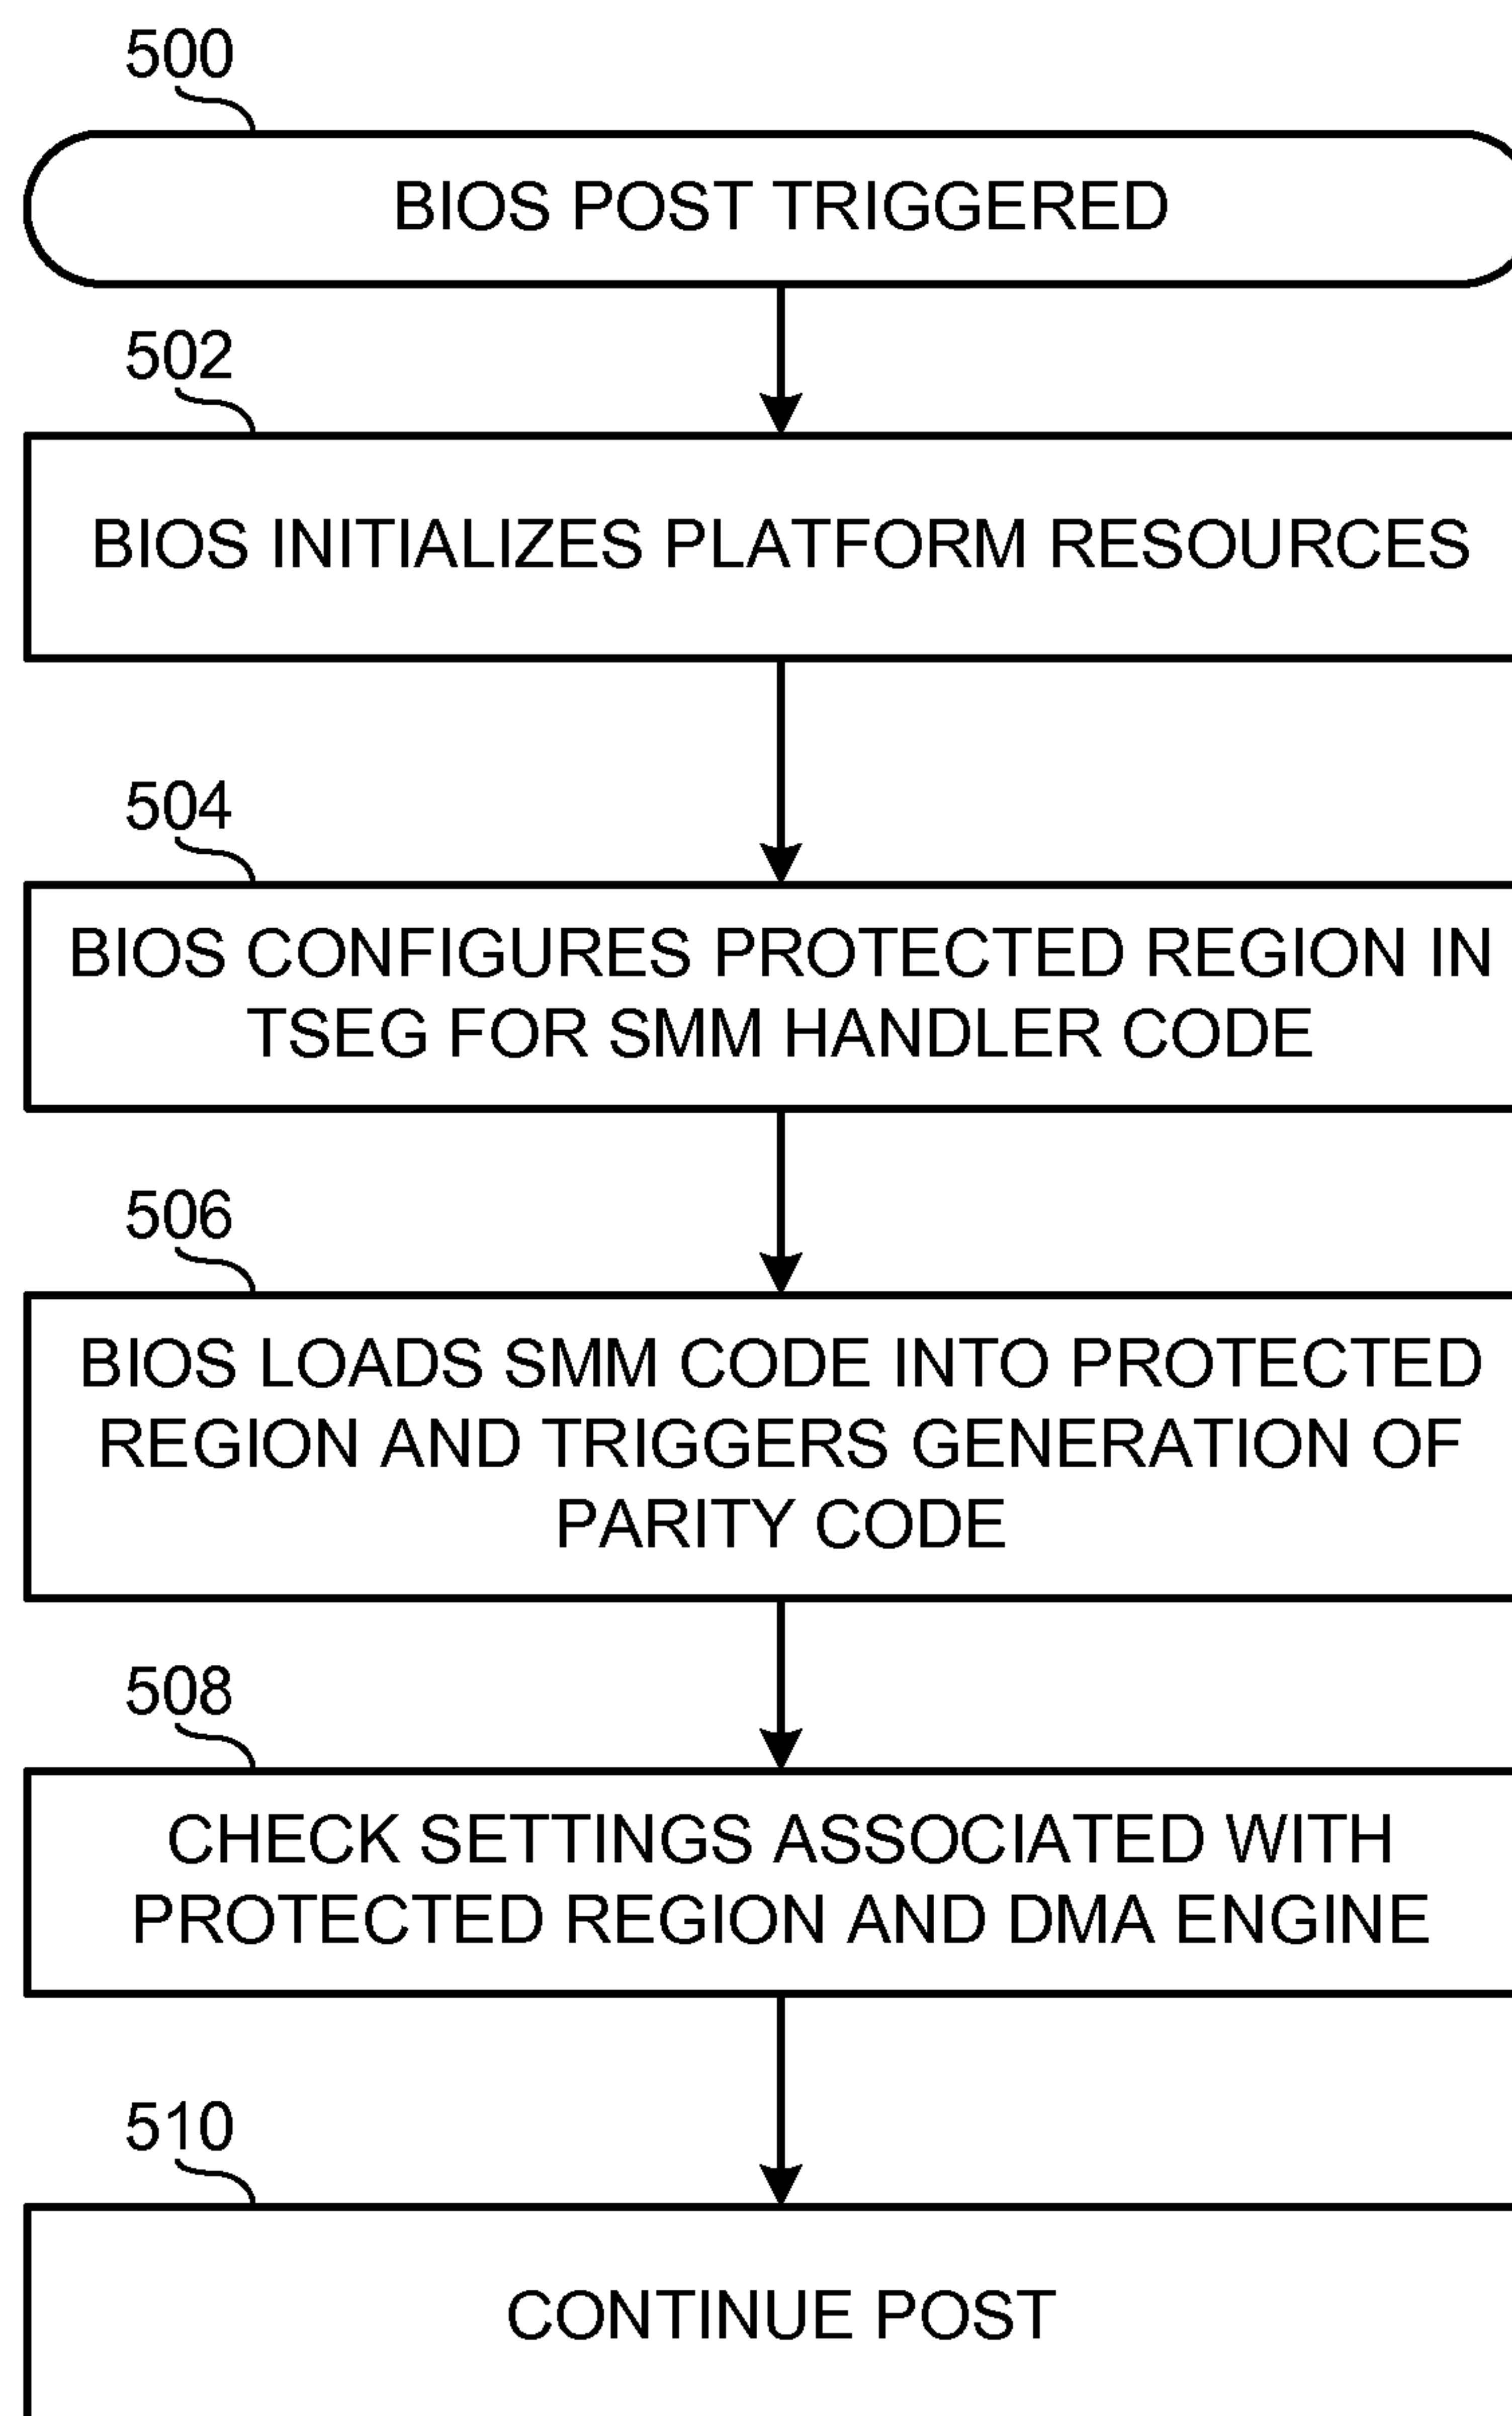 500
BIOS POST TRIGGERED
502
BIOS INITIALIZES PLATFORM RESOURCES
504
BIOS CONFIGURES PROTECTED REGION IN
TSEG FOR SMM HANDLER CODE
506
BIOS LOADS SMM CODE INTO PROTECTED
REGION AND TRIGGERS GENERATION OF
PARITY CODE
508
CHECK SETTINGS ASSOCIATED WITH
PROTECTED REGION AND DMA ENGINE
510
CONTINUE POST